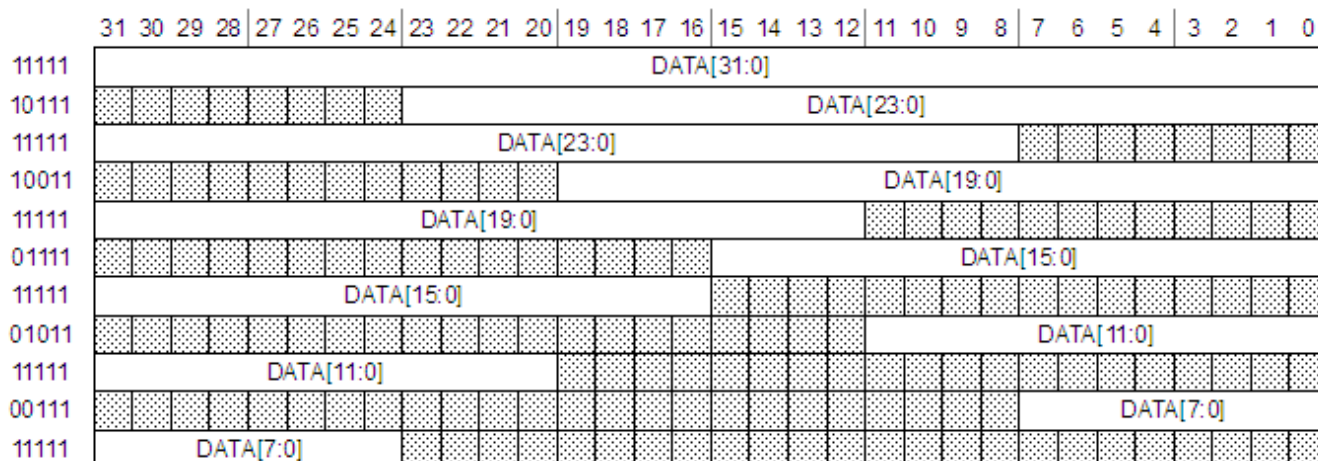 31 30 29 28 27 26 25 24 23 22 21 20 19 18 17 16 15 14 13 12 11 10 9 8 7 6 5 4 3 2 1 0
11111 DATA[31:0]
10111 DATA[23:0]
11111 DATA[23:0]
10011 DATA[19:0]
11111 DATA[19:0]
01111 DATA[15:0]
11111 DATA[15:0]
01011 DATA[11:0]
11111 DATA[11:0]
00111 DATA[7:0]
11111 DATA[7:0]